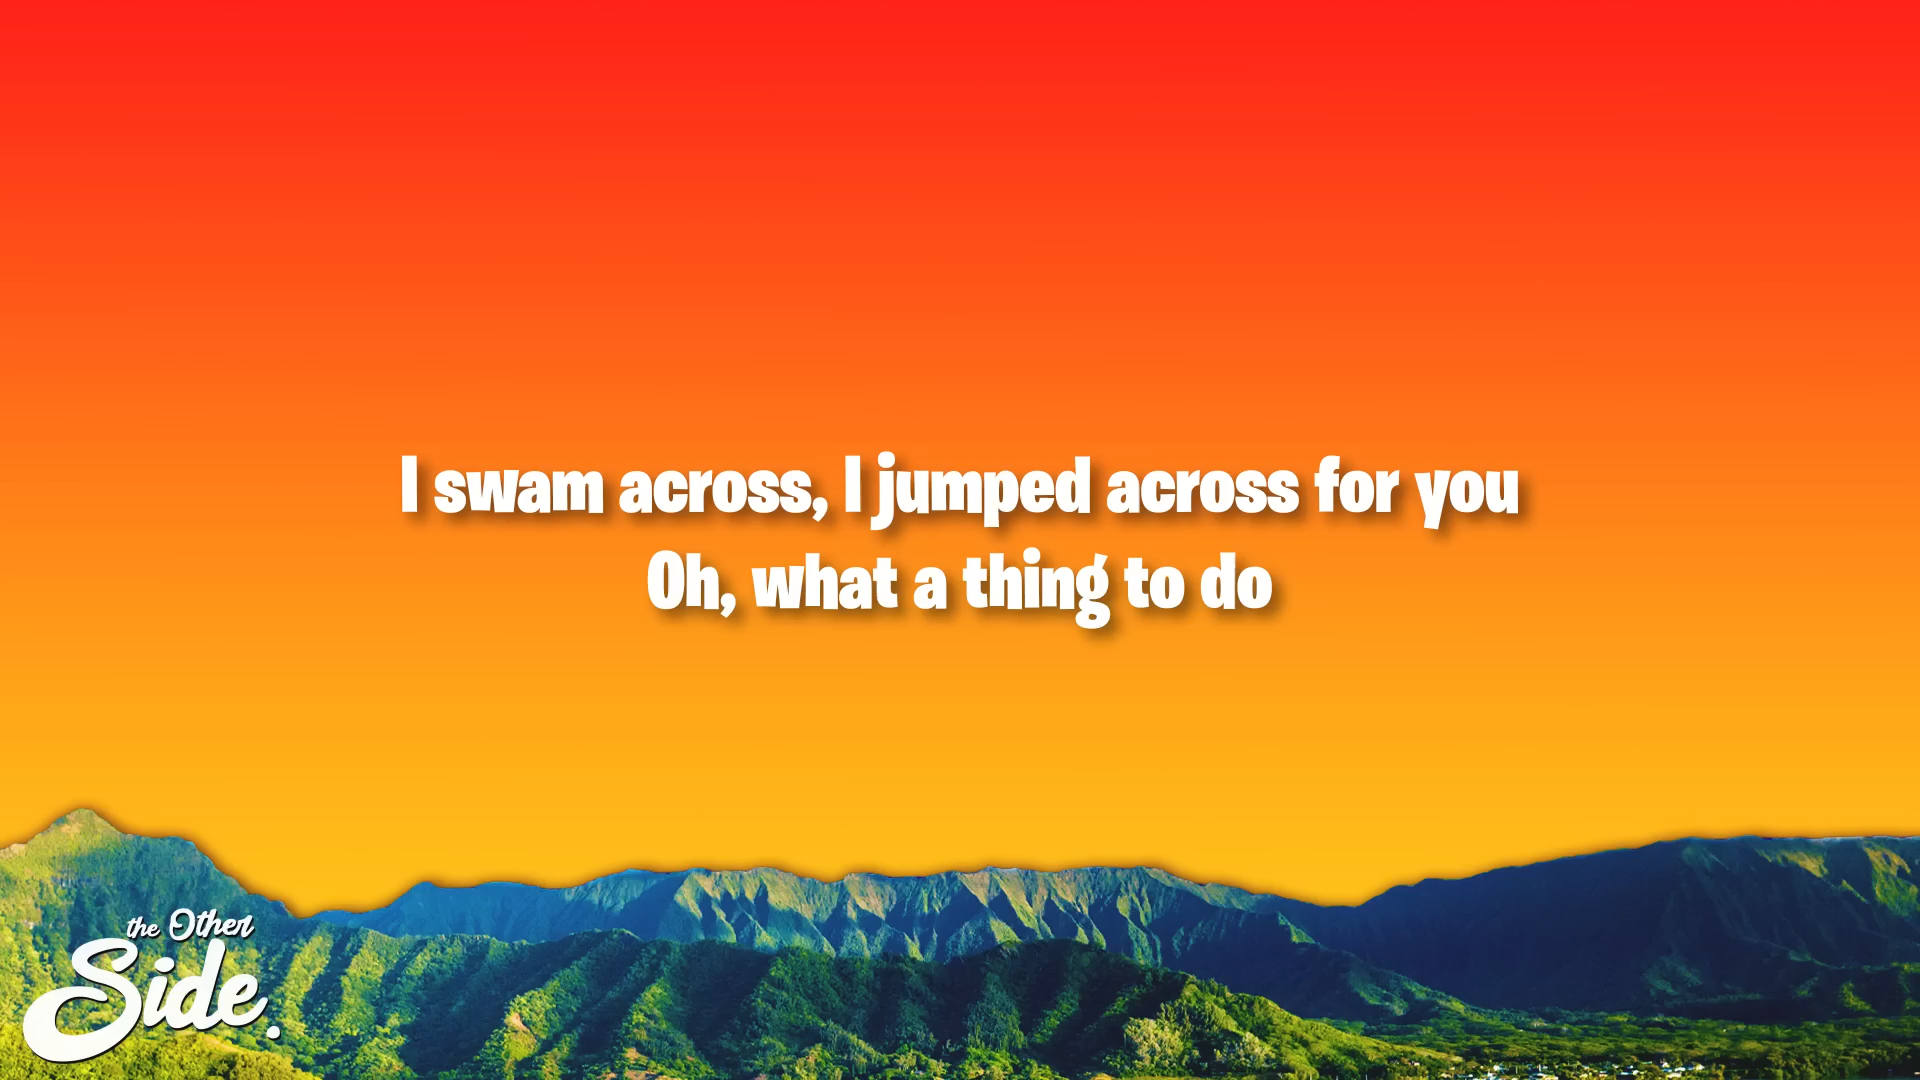 I swam across, I jumped across for you
Oh, what a thing to do
the Other
Side.